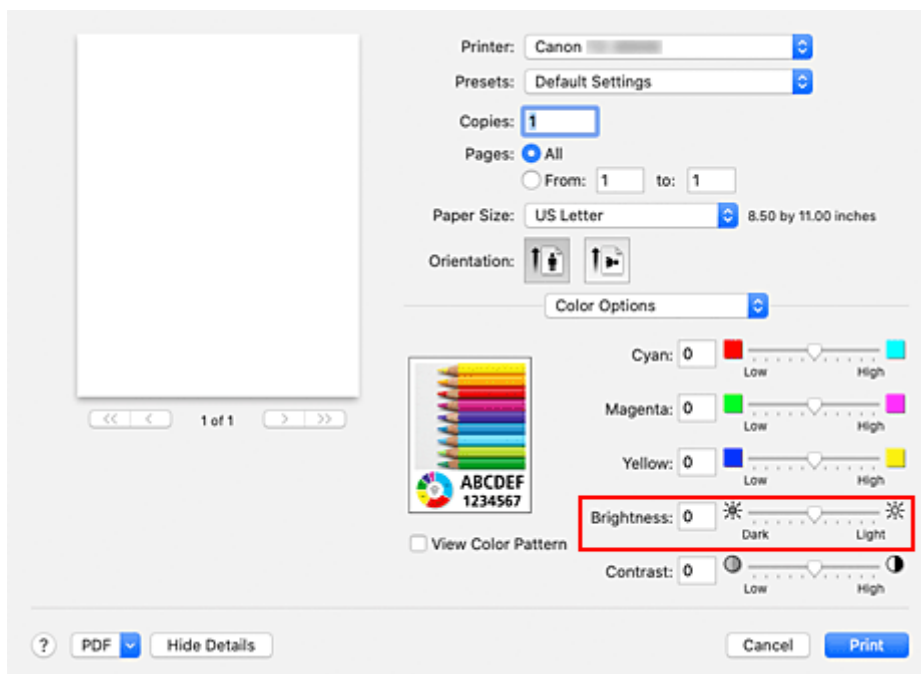 Printer: Canon
Presets: Default Settings
Copies: 1
Pages: All
From: 1 to: 1
Paper Size: US Letter 8.50 by 11.00 inches
Orientation:
Color Options
Cyan: 0
Low High
Magenta: 0
Low High
Yellow: 0
Low High
Brightness: 0
Dark Light
Contrast: 0
Low High
<< < 1 of 1 > >>
ABCDEF
1234567
View Color Pattern
? PDF Hide Details Cancel Print